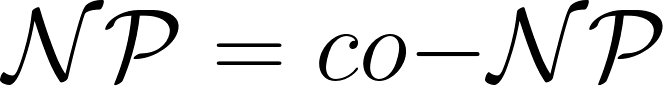 𝒩𝒫 = co−𝒩𝒫